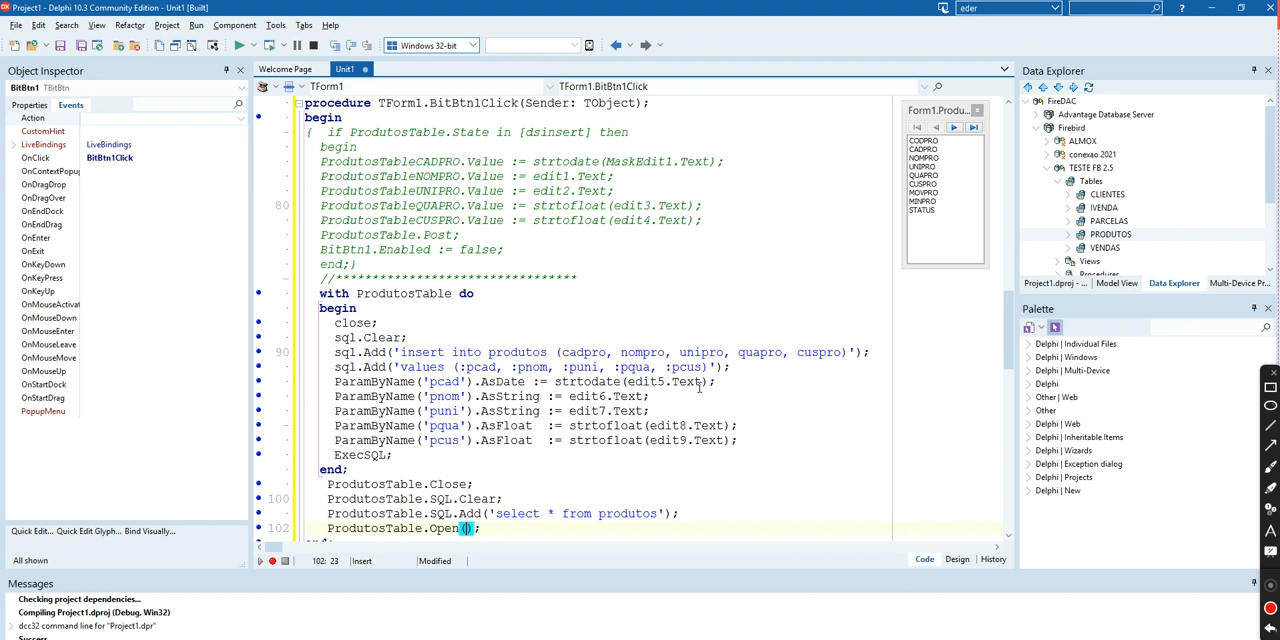 Project1 - Delphi 10.3 Community Edition - Unit1 [Built]
eder
File Edit Search View Refactor Project Run Component Tools Tabs Help
Windows 32-bit
Object Inspector
BitBtn1 TBitBtn
Properties Events
Action
CustomHint
LiveBindings LiveBindings
OnClick BitBtn1Click
OnContextPopu
OnDragDrop
OnDragOver
OnEndDock
OnEndDrag
OnEnter
OnExit
OnKeyDown
OnKeyPress
OnKeyUp
OnMouseActivat
OnMouseDown
OnMouseEnter
OnMouseLeave
OnMouseMove
OnMouseUp
OnStartDock
OnStartDrag
PopupMenu
Quick Edit... Quick Edit Glyph... Bind Visually...
All shown
Welcome Page Unit1
TForm1 TForm1.BitBtn1Click
procedure TForm1.BitBtn1Click(Sender: TObject);
begin
{ if ProdutosTable.State in [dsinsert] then
begin
ProdutosTableCADPRO.Value := strtodate(MaskEdit1.Text);
ProdutosTableNOMPRO.Value := edit1.Text;
ProdutosTableUNIPRO.Value := edit2.Text;
80 ProdutosTableQUAPRO.Value := strtofloat(edit3.Text);
ProdutosTableCUSPRO.Value := strtofloat(edit4.Text);
ProdutosTable.Post;
BitBtn1.Enabled := false;
end;}
//********************************
with ProdutosTable do
begin
close;
sql.Clear;
90 sql.Add('insert into produtos (cadpro, nompro, unipro, quapro, cuspro)');
sql.Add('values (:pcad, :pnom, :puni, :pqua, :pcus)');
ParamByName('pcad').AsDate := strtodate(edit5.Text);
ParamByName('pnom').AsString := edit6.Text;
ParamByName('puni').AsString := edit7.Text;
ParamByName('pqua').AsFloat := strtofloat(edit8.Text);
ParamByName('pcus').AsFloat := strtofloat(edit9.Text);
ExecSQL;
end;
ProdutosTable.Close;
100 ProdutosTable.SQL.Clear;
ProdutosTable.SQL.Add('select * from produtos');
102 ProdutosTable.Open();
102: 23 Insert Modified
Code Design History
Form1.Produ...
CODPRO
CADPRO
NOMPRO
UNIPRO
QUAPRO
CUSPRO
MOVPRO
MINPRO
STATUS
Data Explorer
FireDAC
Advantage Database Server
Firebird
ALMOX
conexao 2021
TESTE FB 2.5
Tables
CLIENTES
IVENDA
PARCELAS
PRODUTOS
VENDAS
Views
Project1.dproj - ... Model View Data Explorer Multi-Device Pr...
Palette
Delphi | Individual Files
Delphi | Windows
Delphi | Multi-Device
Delphi
Other | Web
Other
Delphi | Web
Delphi | Inheritable Items
Delphi | Wizards
Delphi | Exception dialog
Delphi | Projects
Delphi | New
Messages
Checking project dependencies...
Compiling Project1.dproj (Debug, Win32)
dcc32 command line for "Project1.dpr"
Success